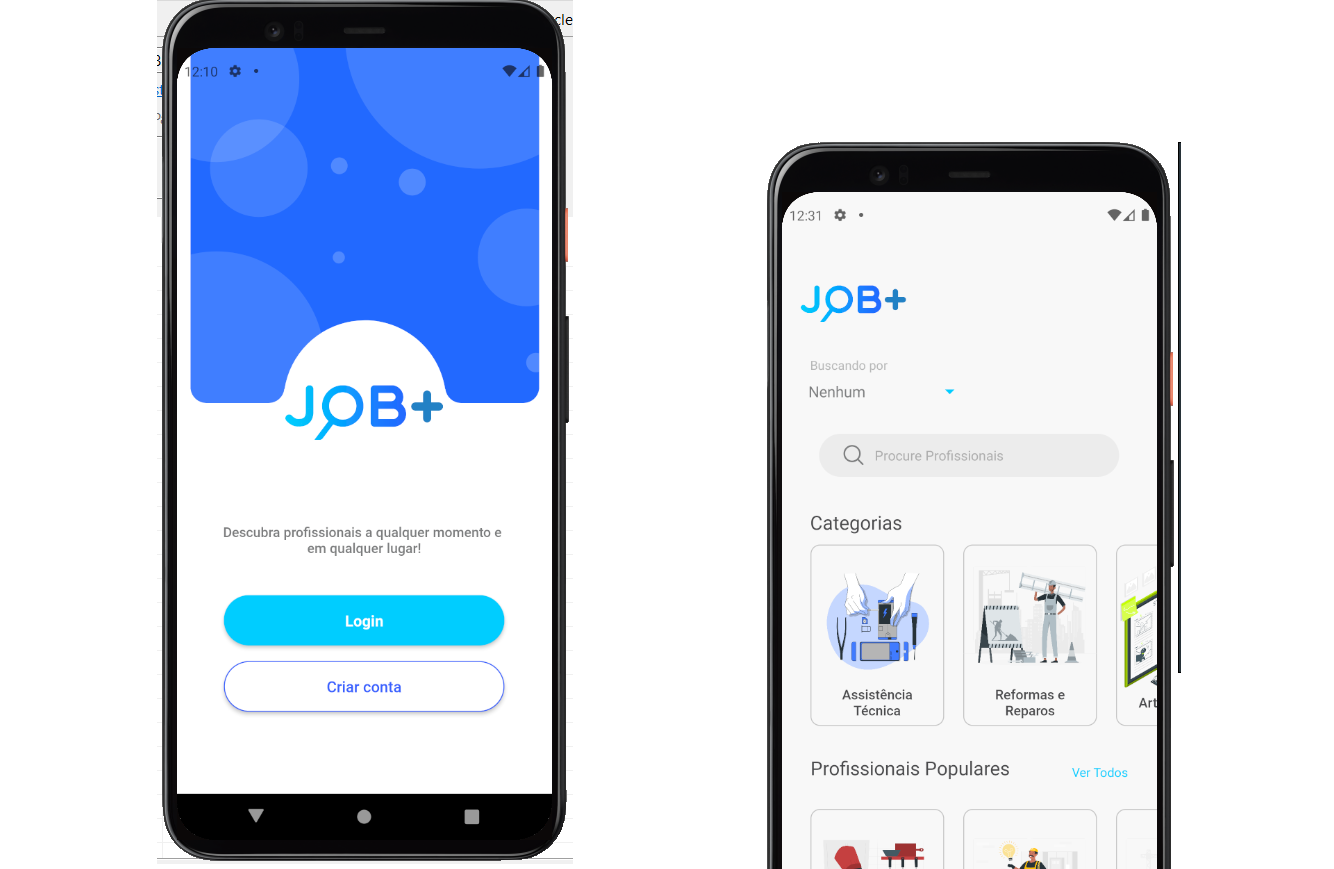 cle
12:10
JOB+
Descubra profissionais a qualquer momento e
em qualquer lugar!
Login
Criar conta
12:31
JOB+
Buscando por
Nenhum
Procure Profissionais
Categorias
Assistência
Técnica
Reformas e
Reparos
Art
Profissionais Populares
Ver Todos